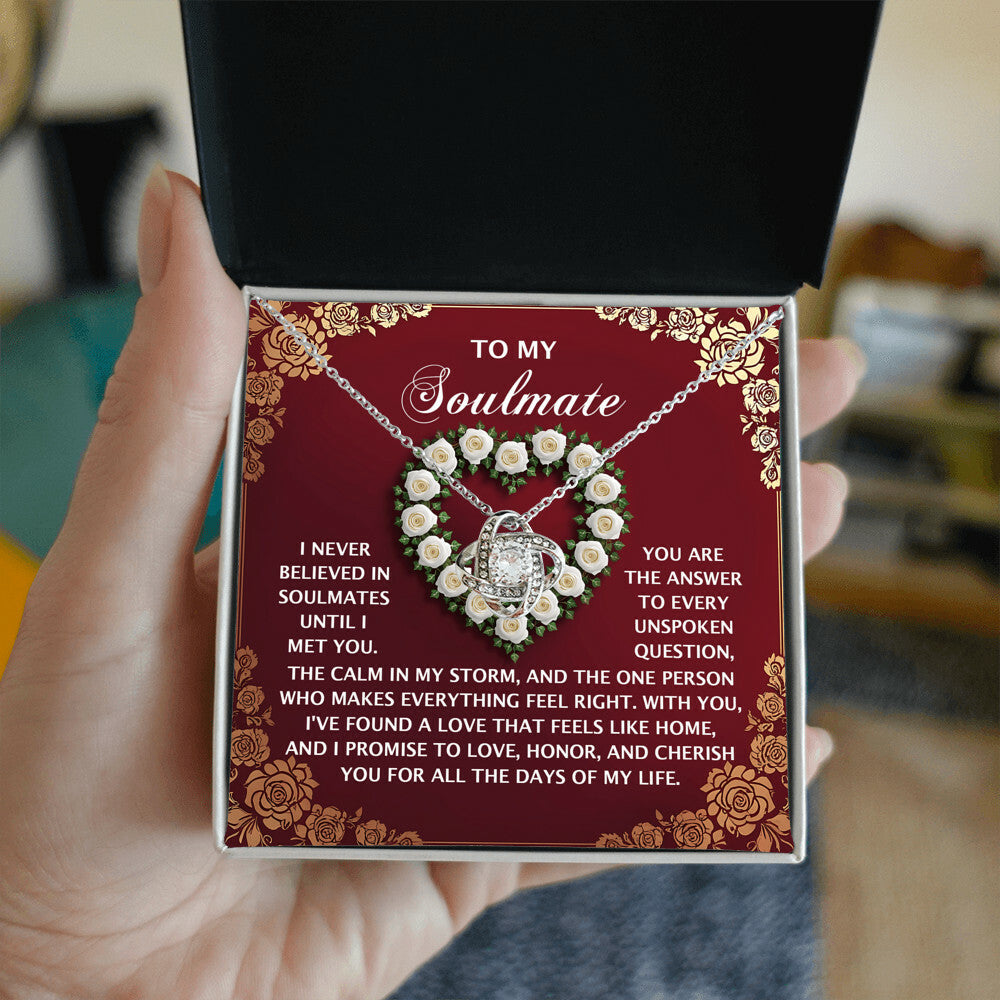 TO MY
Soulmate
I NEVER
BELIEVED IN
SOULMATES
UNTIL I
MET YOU.
YOU ARE
THE ANSWER
TO EVERY
UNSPOKEN
QUESTION,
THE CALM IN MY STORM, AND THE ONE PERSON
WHO MAKES EVERYTHING FEEL RIGHT. WITH YOU,
I'VE FOUND A LOVE THAT FEELS LIKE HOME,
AND I PROMISE TO LOVE, HONOR, AND CHERISH
YOU FOR ALL THE DAYS OF MY LIFE.